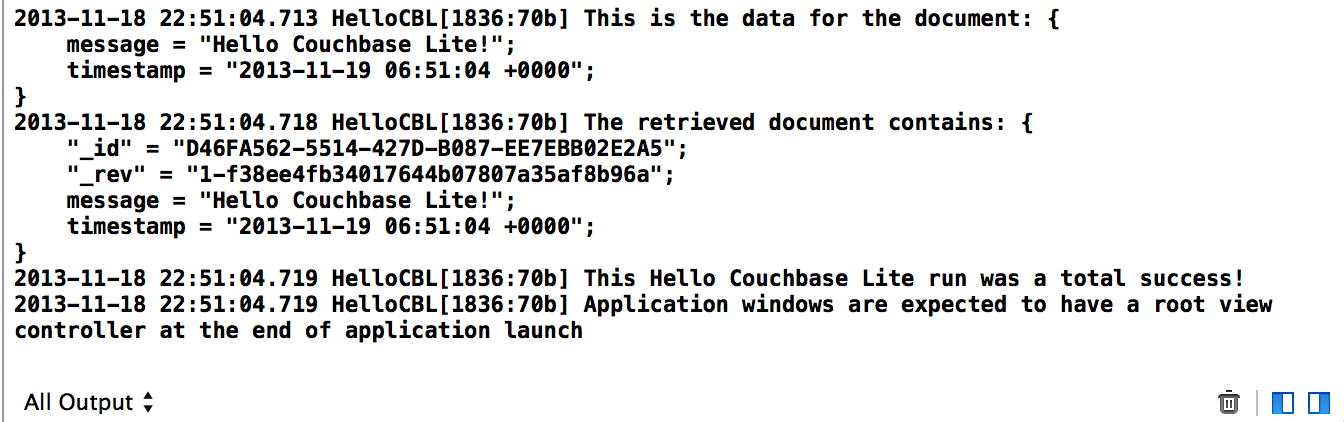 2013-11-18 22:51:04.713 HelloCBL[1836:70b] This is the data for the document: {
    message = "Hello Couchbase Lite!";
    timestamp = "2013-11-19 06:51:04 +0000";
}
2013-11-18 22:51:04.718 HelloCBL[1836:70b] The retrieved document contains: {
    "_id" = "D46FA562-5514-427D-B087-EE7EBB02E2A5";
    "_rev" = "1-f38ee4fb34017644b07807a35af8b96a";
    message = "Hello Couchbase Lite!";
    timestamp = "2013-11-19 06:51:04 +0000";
}
2013-11-18 22:51:04.719 HelloCBL[1836:70b] This Hello Couchbase Lite run was a total success!
2013-11-18 22:51:04.719 HelloCBL[1836:70b] Application windows are expected to have a root view
controller at the end of application launch
All Output